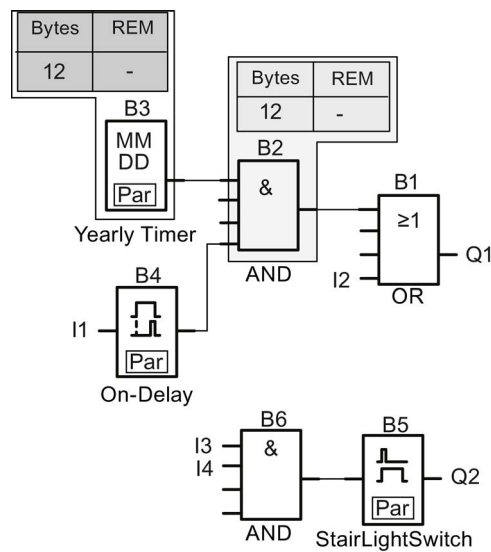 Bytes REM
12 -
B3
MM
DD
Par
Yearly Timer
Bytes REM
12 -
B2
&
AND
B1
≥1
Q1
I2
OR
B4
I1
Par
On-Delay
B6
I3 &
I4
AND
B5
Q2
Par
StairLightSwitch